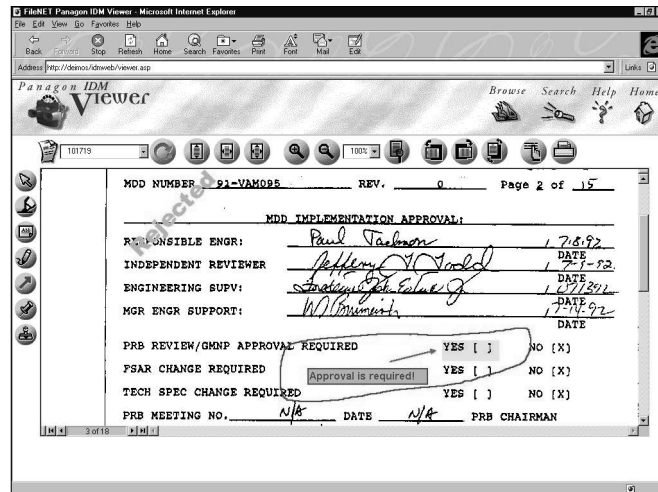 FileNET Panagon IDM Viewer - Microsoft Internet Explorer
File Edit View Go Favorites Help
Back Forward Stop Refresh Home Search Favorites Print Font Mail Edit
Address http://deimos/idmweb/viewer.asp Links
Panagon IDM Viewer
Browse Search Help Home
101719 100%
MDD NUMBER 91-VAM095 REV. 0 Page 2 of 15
Rejected
MDD IMPLEMENTATION APPROVAL:
RESPONSIBLE ENGR: Paul 7.8.92
DATE
INDEPENDENT REVIEWER Jeffery T Todd 7-9-92
DATE
ENGINEERING SUPV:
DATE
MGR ENGR SUPPORT: 7-14-92
DATE
PRB REVIEW/GMNP APPROVAL REQUIRED YES [ ] NO [X]
FSAR CHANGE REQUIRED YES [ ] NO [X]
Approval is required!
TECH SPEC CHANGE REQUIRED YES [ ] NO [X]
PRB MEETING NO. N/A DATE N/A PRB CHAIRMAN
3 of 18